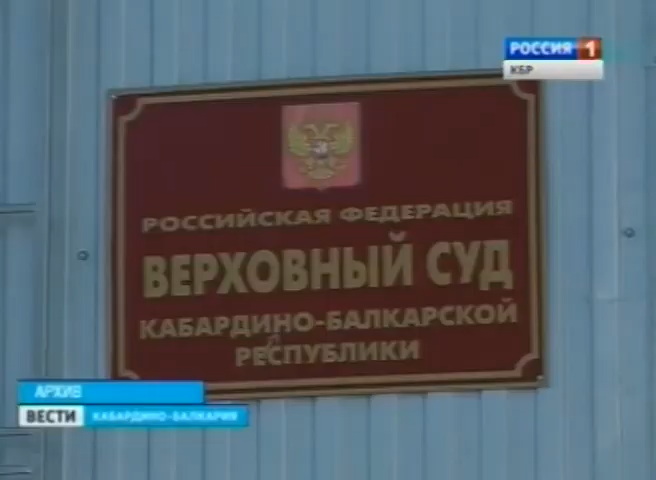 РОССИЯ 1
КБР
РОССИЙСКАЯ ФЕДЕРАЦИЯ
ВЕРХОВНЫЙ СУД
КАБАРДИНО-БАЛКАРСКОЙ
РЕСПУБЛИКИ
АРХИВ
ВЕСТИ КАБАРДИНО-БАЛКАРИЯ